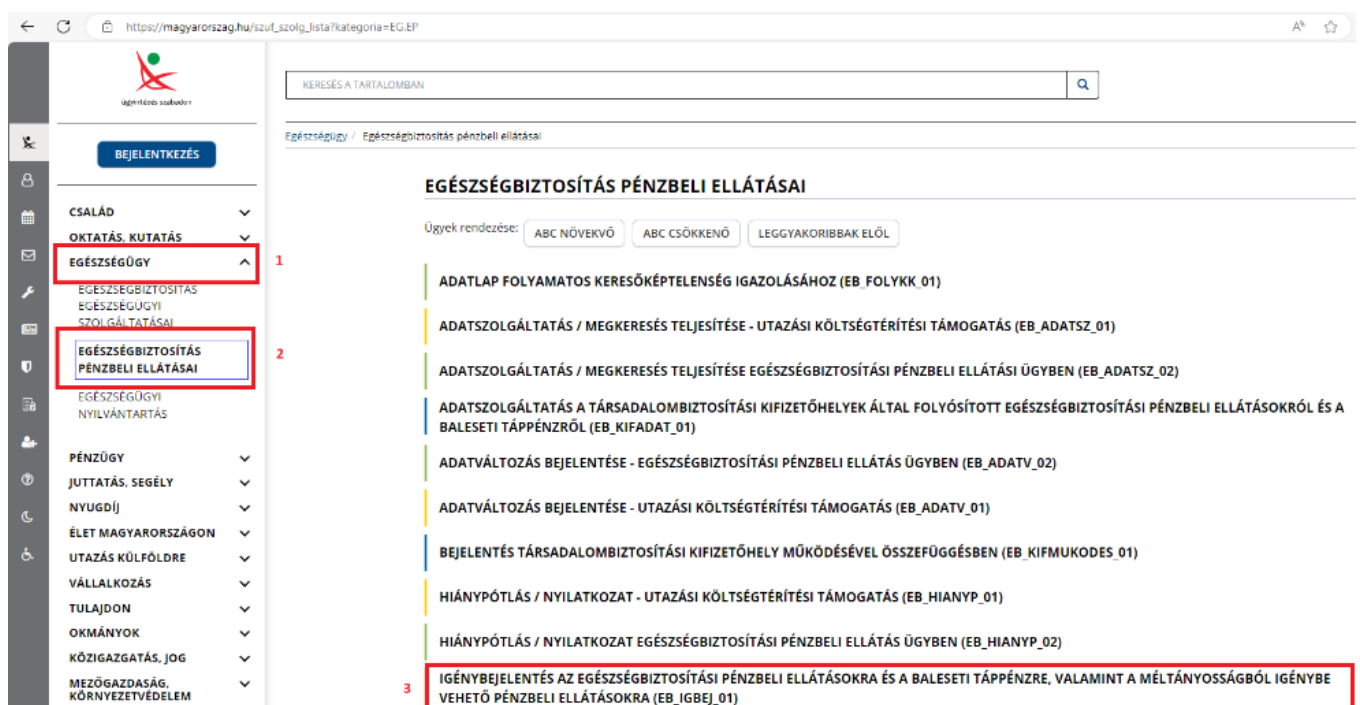 https://magyarorszag.hu/szuf_szolg_lista?kategoria=EG.EP
ügyintézés szabadon
BEJELENTKEZÉS
CSALÁD
OKTATÁS, KUTATÁS
EGÉSZSÉGÜGY
1
EGÉSZSÉGBIZTOSÍTÁS
EGÉSZSÉGÜGYI
SZOLGÁLTATÁSAI
EGÉSZSÉGBIZTOSÍTÁS
PÉNZBELI ELLÁTÁSAI
2
EGÉSZSÉGÜGYI
NYILVÁNTARTÁS
PÉNZÜGY
JUTTATÁS, SEGÉLY
NYUGDÍJ
ÉLET MAGYARORSZÁGON
UTAZÁS KÜLFÖLDRE
VÁLLALKOZÁS
TULAJDON
OKMÁNYOK
KÖZIGAZGATÁS, JOG
MEZŐGAZDASÁG,
KÖRNYEZETVÉDELEM
KERESÉS A TARTALOMBAN
Egészségügy / Egészségbiztosítás pénzbeli ellátásai
EGÉSZSÉGBIZTOSÍTÁS PÉNZBELI ELLÁTÁSAI
Ügyek rendezése: ABC NÖVEKVŐ ABC CSÖKKENŐ LEGGYAKORIBBAK ELŐL
ADATLAP FOLYAMATOS KERESŐKÉPTELENSÉG IGAZOLÁSÁHOZ (EB_FOLYKK_01)
ADATSZOLGÁLTATÁS / MEGKERESÉS TELJESÍTÉSE - UTAZÁSI KÖLTSÉGTÉRÍTÉSI TÁMOGATÁS (EB_ADATSZ_01)
ADATSZOLGÁLTATÁS / MEGKERESÉS TELJESÍTÉSE EGÉSZSÉGBIZTOSÍTÁSI PÉNZBELI ELLÁTÁSI ÜGYBEN (EB_ADATSZ_02)
ADATSZOLGÁLTATÁS A TÁRSADALOMBIZTOSÍTÁSI KIFIZETŐHELYEK ÁLTAL FOLYÓSÍTOTT EGÉSZSÉGBIZTOSÍTÁSI PÉNZBELI ELLÁTÁSOKRÓL ÉS A
BALESETI TÁPPÉNZRŐL (EB_KIFADAT_01)
ADATVÁLTOZÁS BEJELENTÉSE - EGÉSZSÉGBIZTOSÍTÁSI PÉNZBELI ELLÁTÁS ÜGYBEN (EB_ADATV_02)
ADATVÁLTOZÁS BEJELENTÉSE - UTAZÁSI KÖLTSÉGTÉRÍTÉSI TÁMOGATÁS (EB_ADATV_01)
BEJELENTÉS TÁRSADALOMBIZTOSÍTÁSI KIFIZETŐHELY MŰKÖDÉSÉVEL ÖSSZEFÜGGÉSBEN (EB_KIFMUKODES_01)
HIÁNYPÓTLÁS / NYILATKOZAT - UTAZÁSI KÖLTSÉGTÉRÍTÉSI TÁMOGATÁS (EB_HIANYP_01)
HIÁNYPÓTLÁS / NYILATKOZAT EGÉSZSÉGBIZTOSÍTÁSI PÉNZBELI ELLÁTÁS ÜGYBEN (EB_HIANYP_02)
3
IGÉNYBEJELENTÉS AZ EGÉSZSÉGBIZTOSÍTÁSI PÉNZBELI ELLÁTÁSOKRA ÉS A BALESETI TÁPPÉNZRE, VALAMINT A MÉLTÁNYOSSÁGBÓL IGÉNYBE
VEHETŐ PÉNZBELI ELLÁTÁSOKRA (EB_IGBEJ_01)